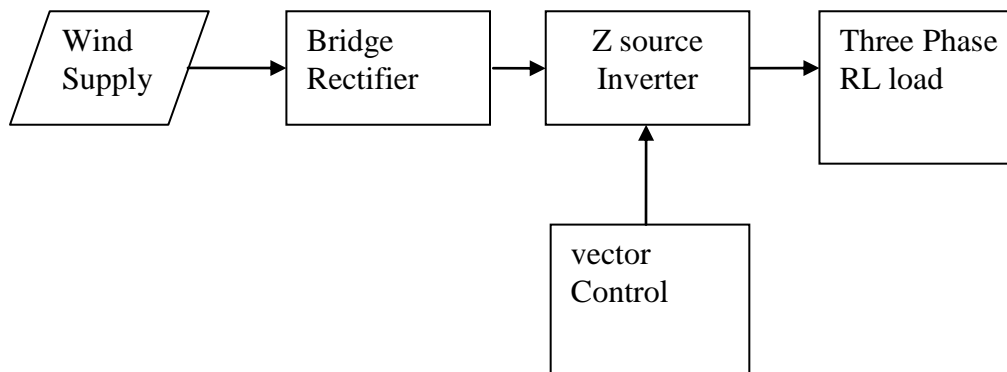 Wind
Supply
Bridge
Rectifier
Z source
Inverter
Three Phase
RL load
vector
Control